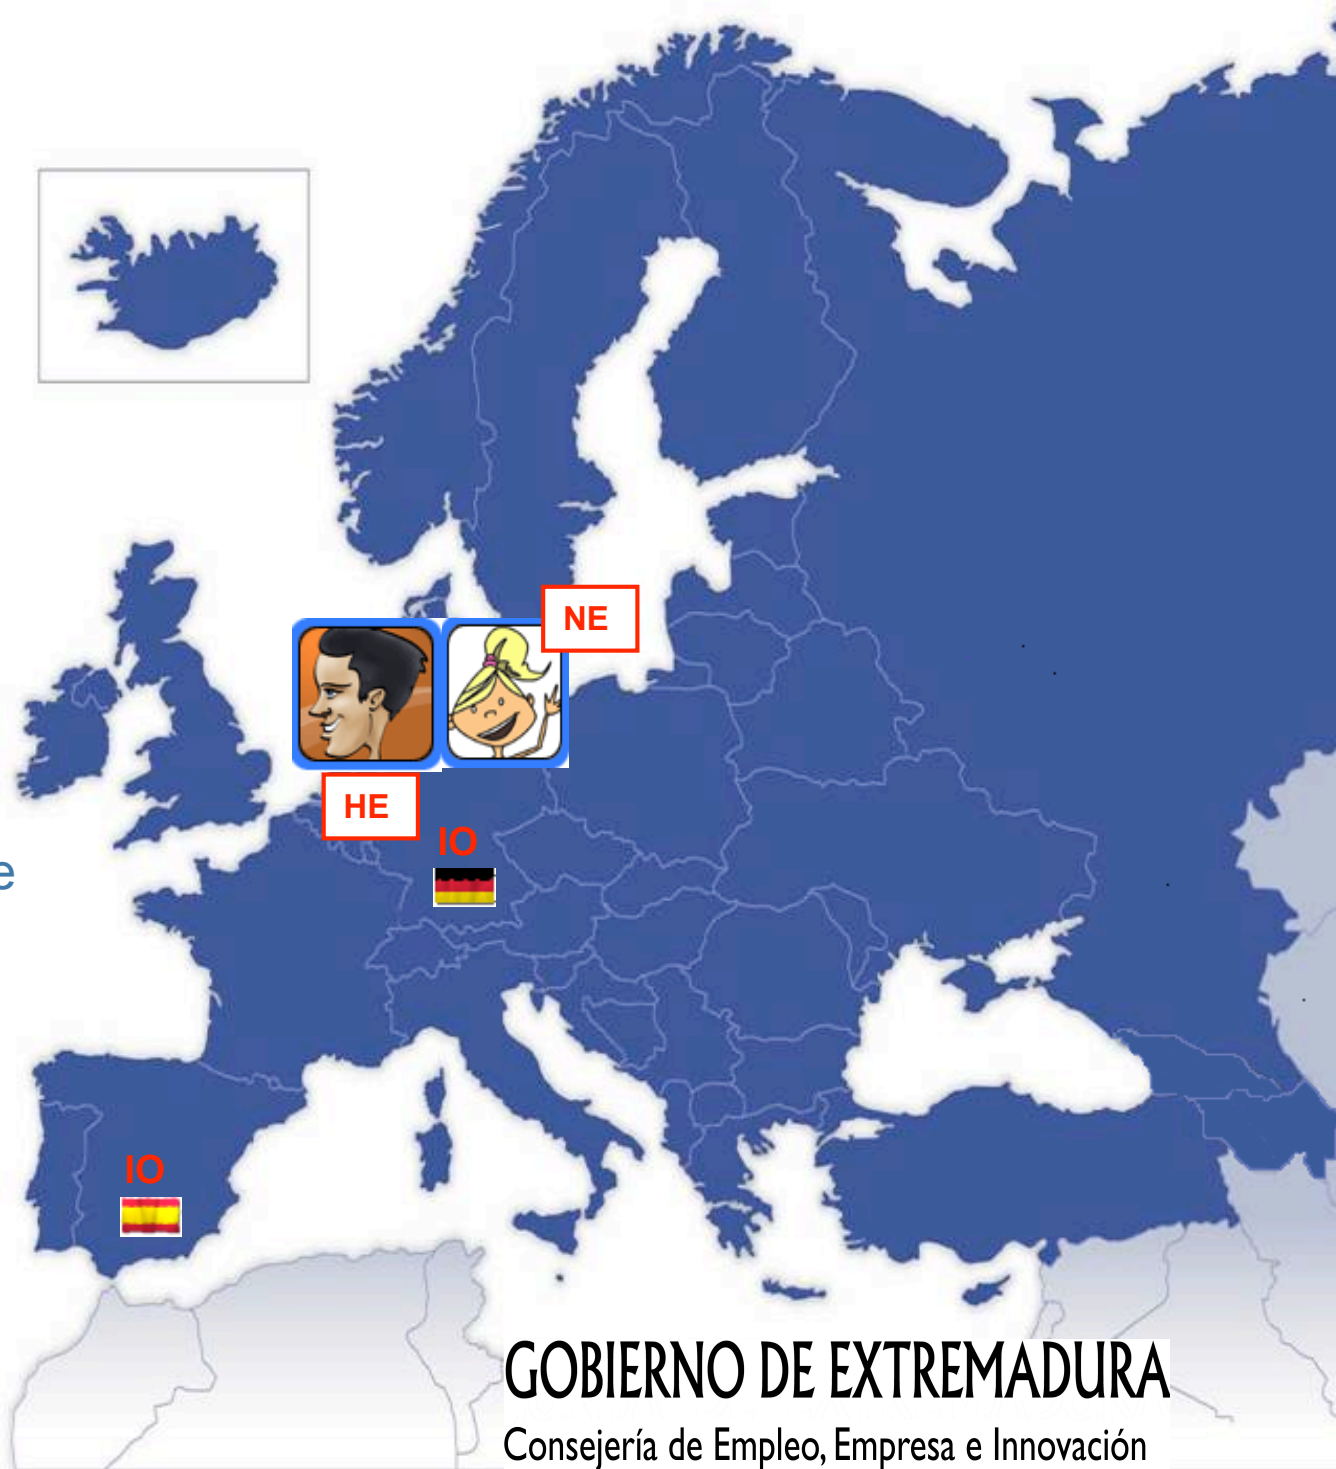 NE
HE
IO
e
IO
GOBIERNO DE EXTREMADURA
Consejería de Empleo, Empresa e Innovación